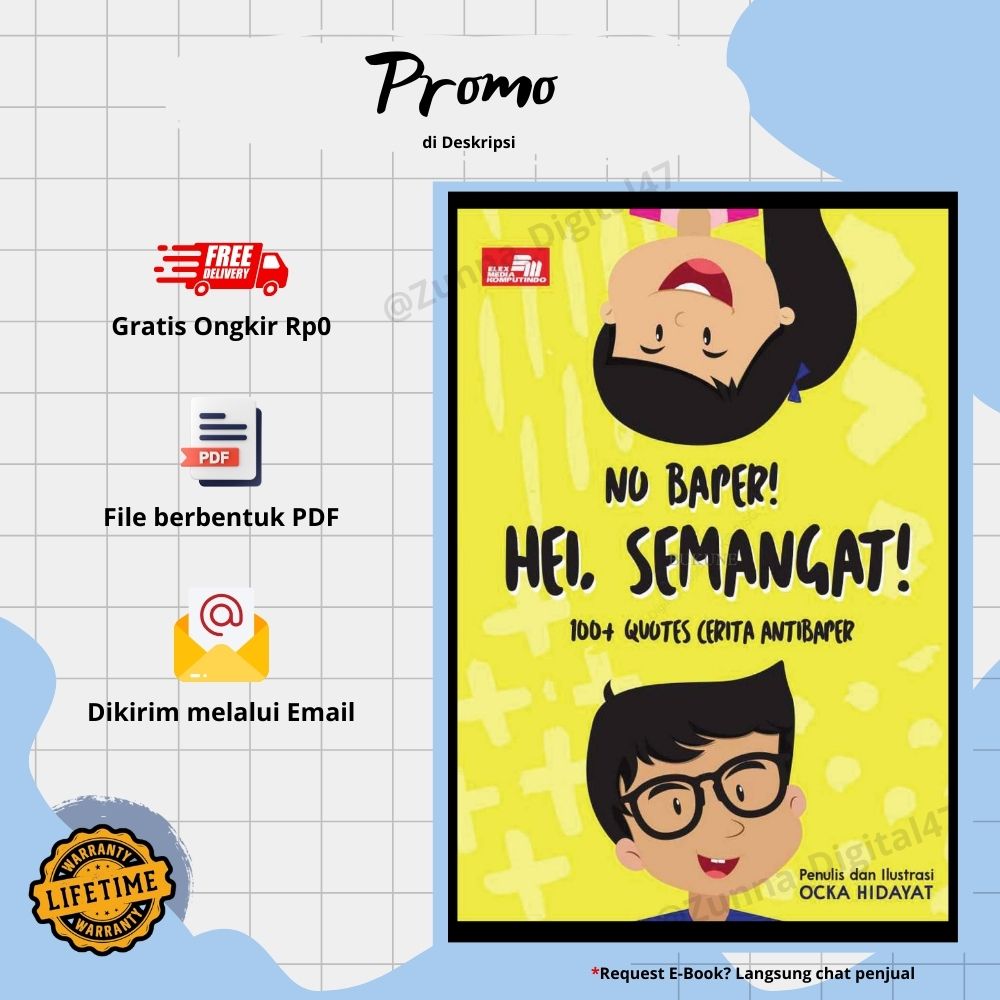 Promo
di Deskripsi
FREE
DELIVERY
Gratis Ongkir Rp0
PDF
File berbentuk PDF
@
Dikirim melalui Email
WARRANTY
LIFETIME
WARRANTY
@Zunna Digital47
ELEX
MEDIA
KOMPUTINDO
NO BAPER!
HEI, SEMANGAT!
100+ QUOTES CERITA ANTIBAPER
Penulis dan Ilustrasi
OCKA HIDAYAT
@Zunna Digital47
*Request E-Book? Langsung chat penjual